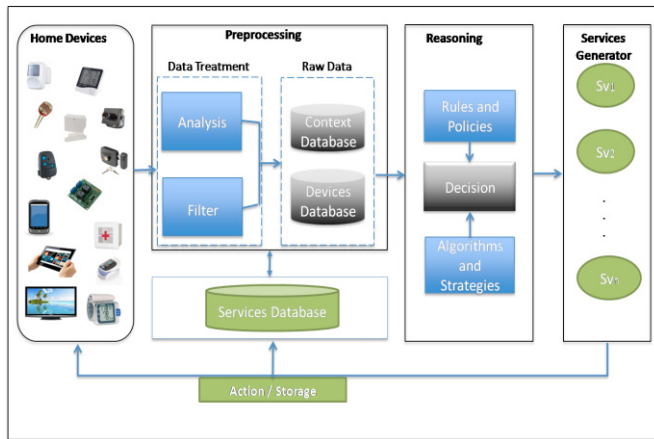 Home Devices
Preprocessing
Data Treatment
Raw Data
Analysis
Filter
Context
Database
Devices
Database
Services Database
Action / Storage
Reasoning
Rules and
Policies
Decision
Algorithms
and
Strategies
Services
Generator
Sv1
Sv2
.
.
.
Svn